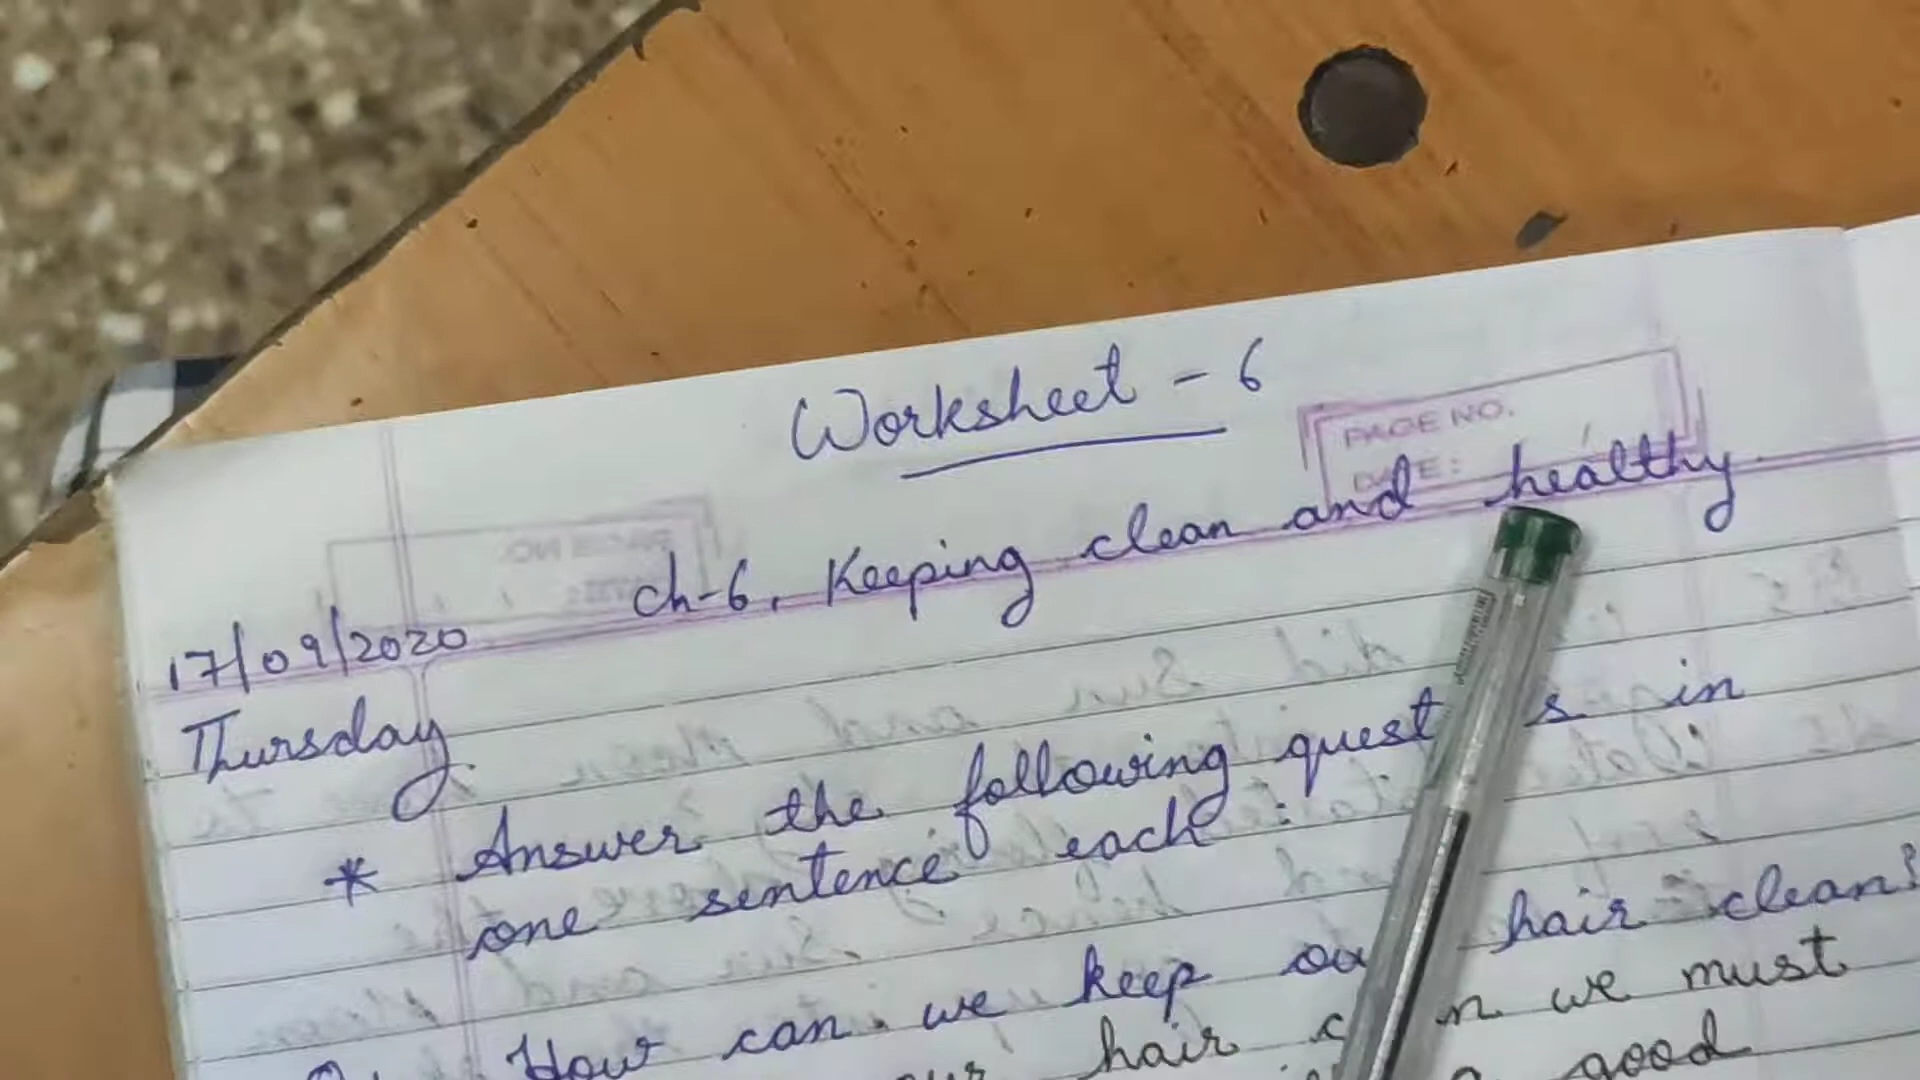 Worksheet - 6
PAGE NO.
DATE:
Ch-6, Keeping clean and healthy
17/09/2020
Thursday
* Answer the following quest s in
one sentence each:
How can we keep ou hair clean?
hair c n we must
good